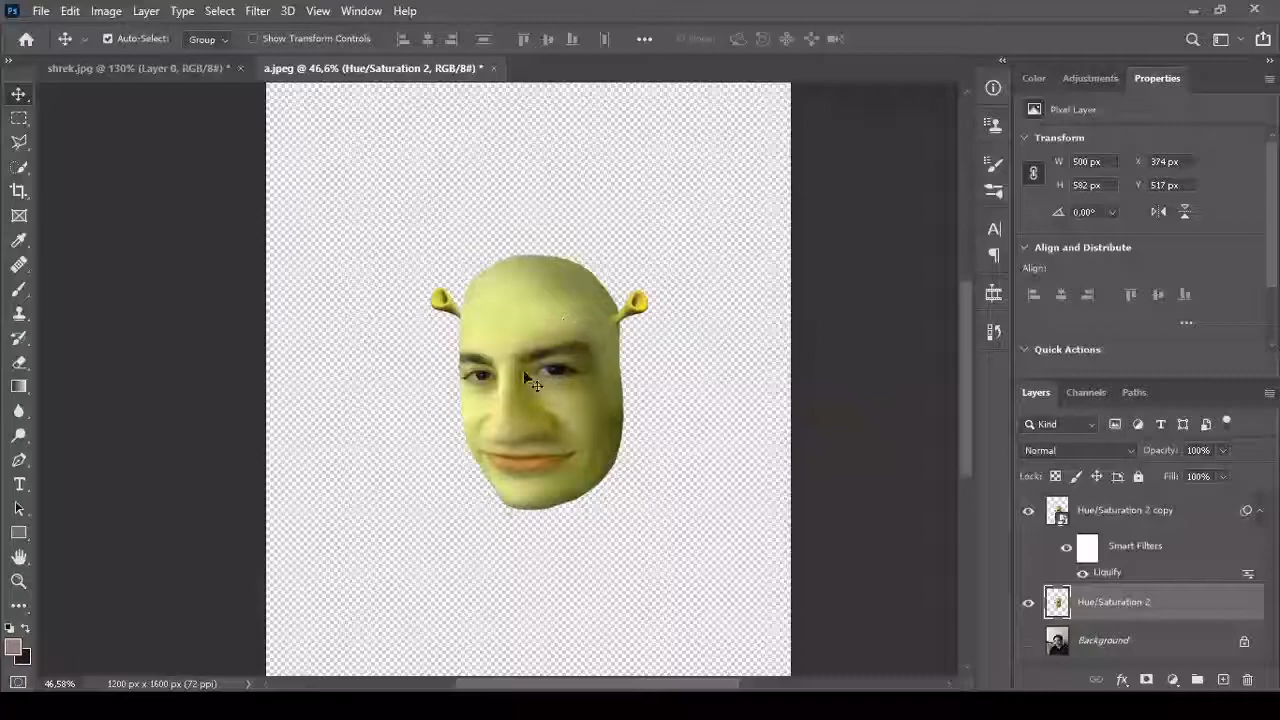 Ps File Edit Image Layer Type Select Filter 3D View Window Help
Auto-Select: Group Show Transform Controls
shrek.jpg @ 130% (Layer 0, RGB/8#) * × a.jpeg @ 46,6% (Hue/Saturation 2, RGB/8#) * ×
Color Adjustments Properties
Pixel Layer
Transform
W 500 px X 374 px
H 582 px Y 517 px
0,00°
Align and Distribute
Align:
Quick Actions
Layers Channels Paths
Kind
Normal Opacity: 100%
Lock: Fill: 100%
Hue/Saturation 2 copy
Smart Filters
Liquify
Hue/Saturation 2
Background
46,58% 1200 px x 1600 px (72 ppi)